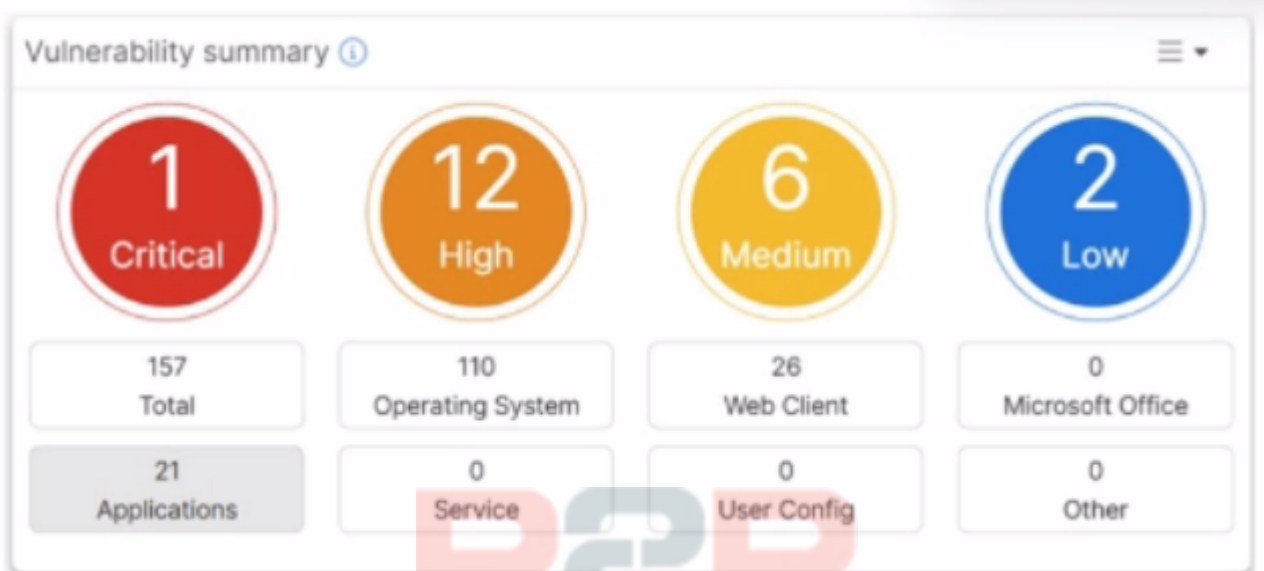 Vulnerability summary
1
Critical
12
High
6
Medium
2
Low
157
Total
110
Operating System
26
Web Client
0
Microsoft Office
21
Applications
0
Service
0
User Config
0
Other